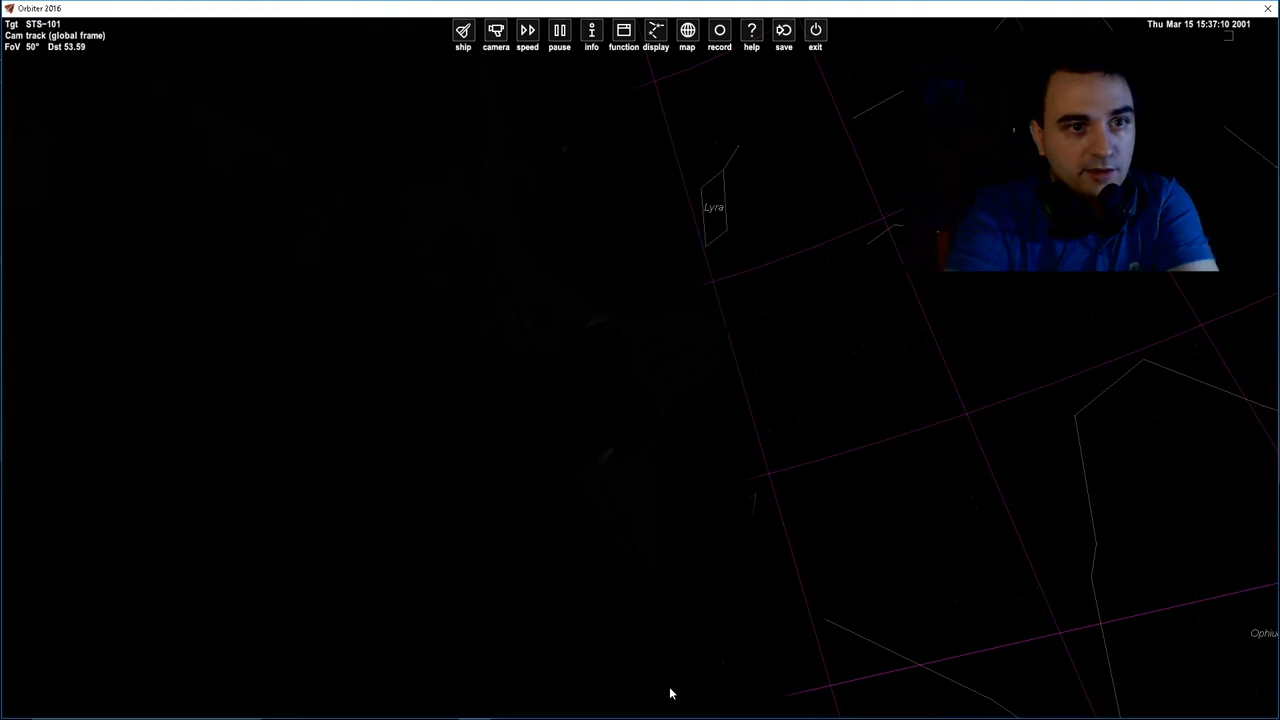 Orbiter 2016
Tgt STS-101
Cam track (global frame)
FoV 50° Dst 53.59
ship camera speed pause info function display map record help save exit
Thu Mar 15 15:37:10 2001
Lyra